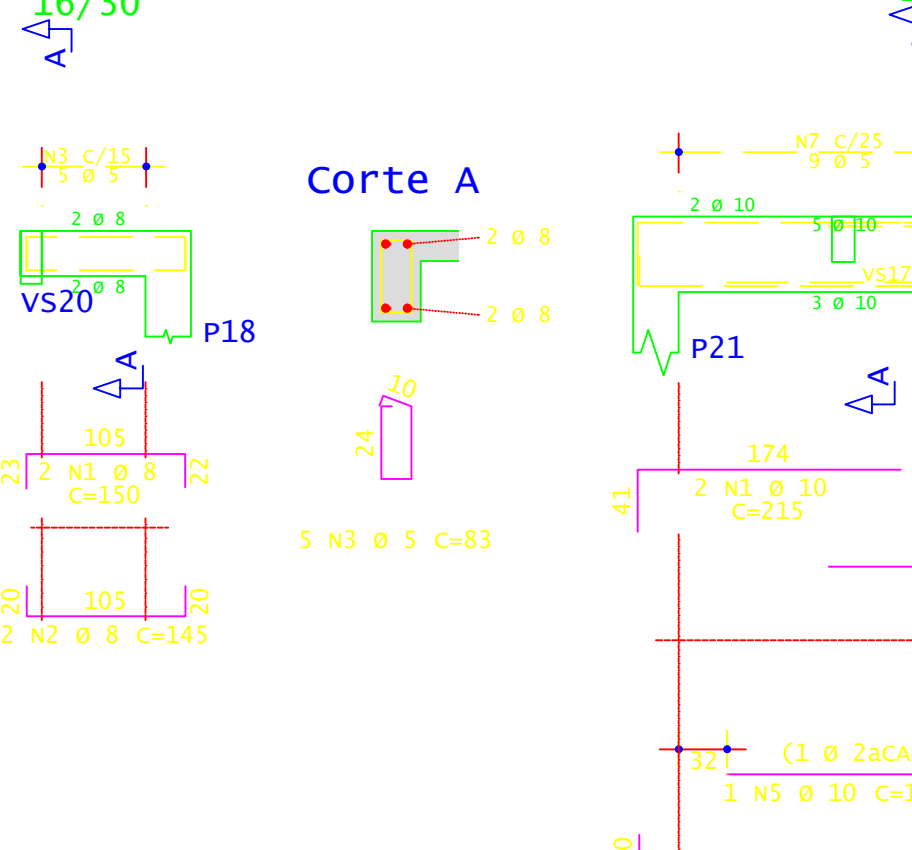 16/30
A
N3 C/15
5 Ø 5
2 Ø 8
2 Ø 8
VS20
P18
A
105
23
22
2 N1 Ø 8
C=150
20
105
20
2 N2 Ø 8 C=145
Corte A
2 Ø 8
2 Ø 8
10
24
5 N3 Ø 5 C=83
N7 C/25
9 Ø 5
2 Ø 10
5 Ø 10
VS17
3 Ø 10
P21
A
174
41
2 N1 Ø 10
C=215
32
(1 Ø 2aCA
1 N5 Ø 10 C=1
0